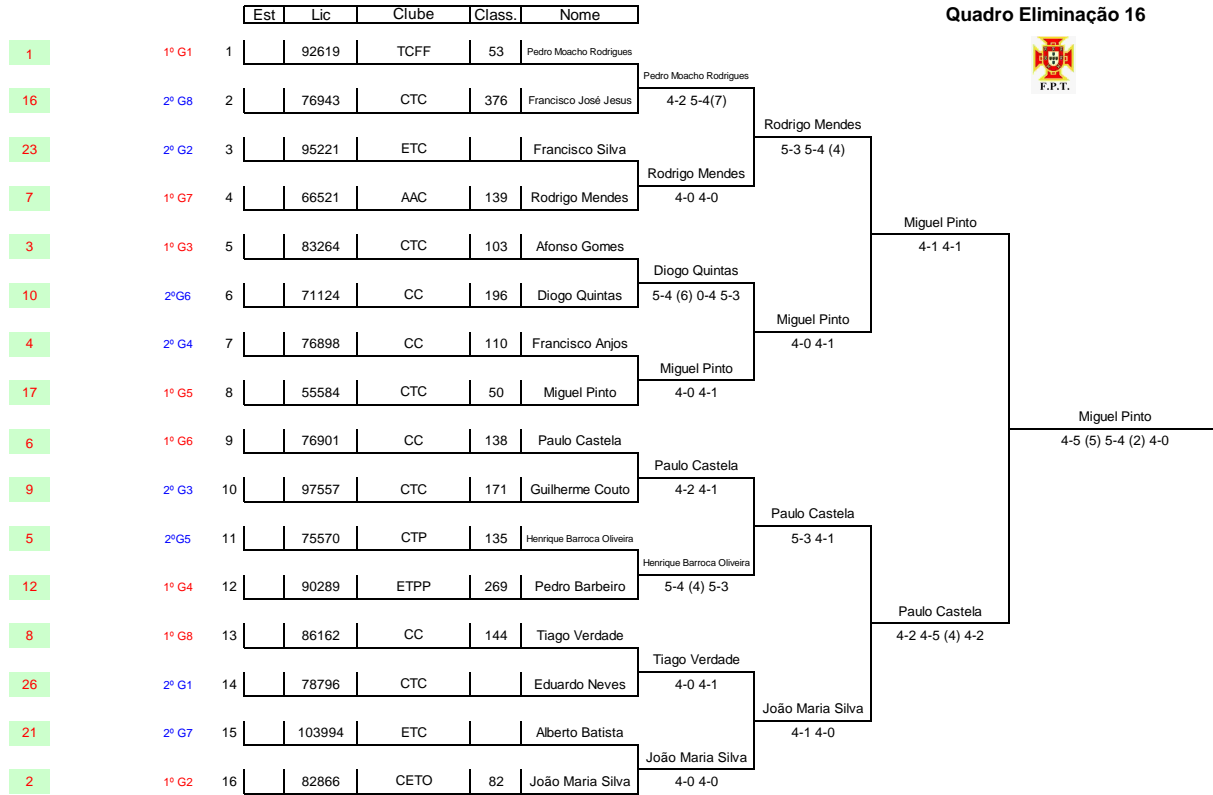 Est Lic Clube Class. Nome
Quadro Eliminação 16
F.P.T.
1 1º G1 1 92619 TCFF 53 Pedro Moacho Rodrigues
Pedro Moacho Rodrigues
16 2º G8 2 76943 CTC 376 Francisco José Jesus 4-2 5-4(7)
Rodrigo Mendes
23 2º G2 3 95221 ETC Francisco Silva 5-3 5-4 (4)
Rodrigo Mendes
7 1º G7 4 66521 AAC 139 Rodrigo Mendes 4-0 4-0
Miguel Pinto
3 1º G3 5 83264 CTC 103 Afonso Gomes 4-1 4-1
Diogo Quintas
10 2ºG6 6 71124 CC 196 Diogo Quintas 5-4 (6) 0-4 5-3
Miguel Pinto
4 2º G4 7 76898 CC 110 Francisco Anjos 4-0 4-1
Miguel Pinto
17 1º G5 8 55584 CTC 50 Miguel Pinto 4-0 4-1
Miguel Pinto
6 1º G6 9 76901 CC 138 Paulo Castela 4-5 (5) 5-4 (2) 4-0
Paulo Castela
9 2º G3 10 97557 CTC 171 Guilherme Couto 4-2 4-1
Paulo Castela
5 2ºG5 11 75570 CTP 135 Henrique Barroca Oliveira 5-3 4-1
Henrique Barroca Oliveira
12 1º G4 12 90289 ETPP 269 Pedro Barbeiro 5-4 (4) 5-3
Paulo Castela
8 1º G8 13 86162 CC 144 Tiago Verdade 4-2 4-5 (4) 4-2
Tiago Verdade
26 2º G1 14 78796 CTC Eduardo Neves 4-0 4-1
João Maria Silva
21 2º G7 15 103994 ETC Alberto Batista 4-1 4-0
João Maria Silva
2 1º G2 16 82866 CETO 82 João Maria Silva 4-0 4-0